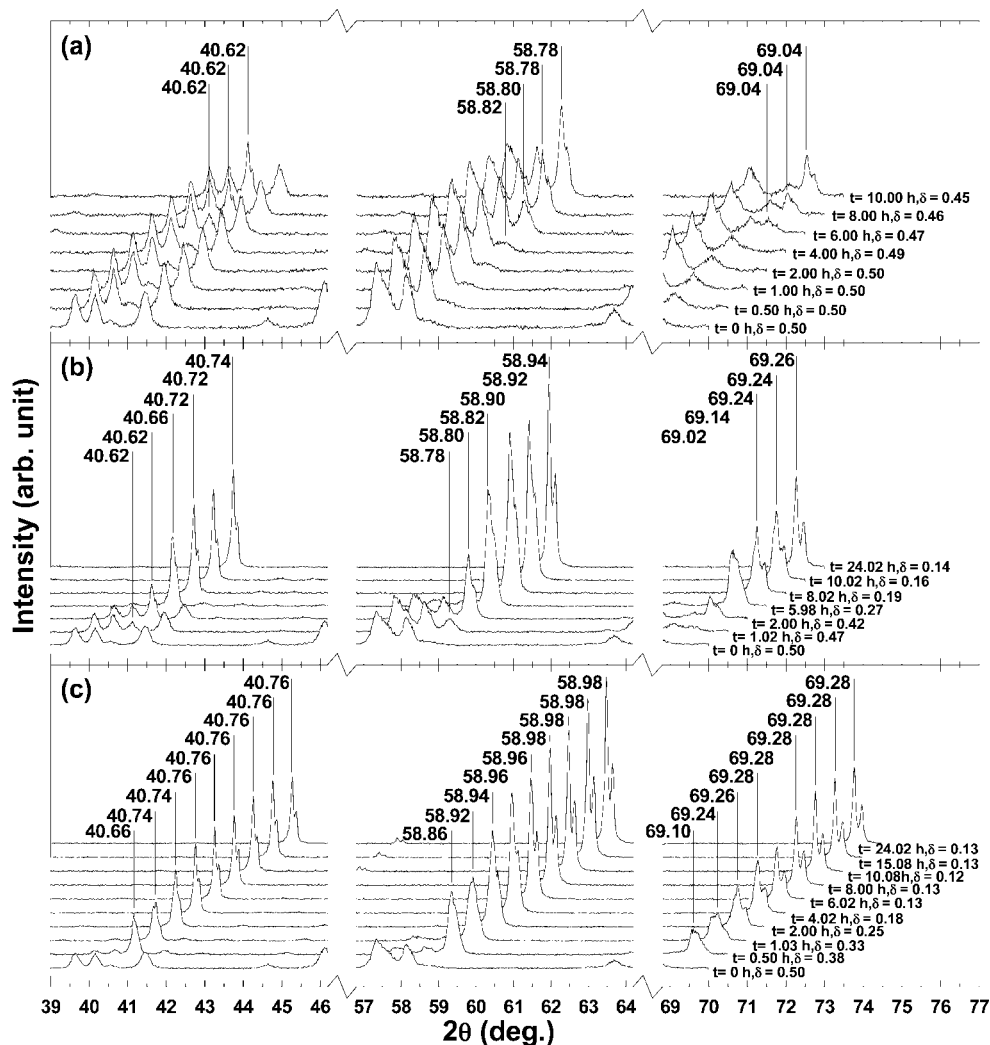 (a)
40.62
40.62
40.62
58.78
58.78
58.80
58.82
69.04
69.04
69.04
t= 10.00 h,δ = 0.45
t= 8.00 h,δ = 0.46
t= 6.00 h,δ = 0.47
t= 4.00 h,δ = 0.49
t= 2.00 h,δ = 0.50
t= 1.00 h,δ = 0.50
t= 0.50 h,δ = 0.50
t= 0 h,δ = 0.50
(b)
40.74
40.72
40.72
40.66
40.62
40.62
58.94
58.92
58.90
58.82
58.80
58.78
69.26
69.24
69.24
69.14
69.02
t= 24.02 h,δ = 0.14
t= 10.02 h,δ = 0.16
t= 8.02 h,δ = 0.19
t= 5.98 h,δ = 0.27
t= 2.00 h,δ = 0.42
t= 1.02 h,δ = 0.47
t= 0 h,δ = 0.50
(c)
40.76
40.76
40.76
40.76
40.76
40.76
40.74
40.74
40.66
58.98
58.98
58.98
58.98
58.96
58.96
58.94
58.92
58.86
69.28
69.28
69.28
69.28
69.28
69.28
69.26
69.24
69.10
t= 24.02 h,δ = 0.13
t= 15.08 h,δ = 0.13
t= 10.08h,δ = 0.12
t= 8.00 h,δ = 0.13
t= 6.02 h,δ = 0.13
t= 4.02 h,δ = 0.18
t= 2.00 h,δ = 0.25
t= 1.03 h,δ = 0.33
t= 0.50 h,δ = 0.38
t= 0 h,δ = 0.50
Intensity (arb. unit)
39 40 41 42 43 44 45 46 57 58 59 60 61 62 63 64 69 70 71 72 73 74 75 76 77
2θ (deg.)